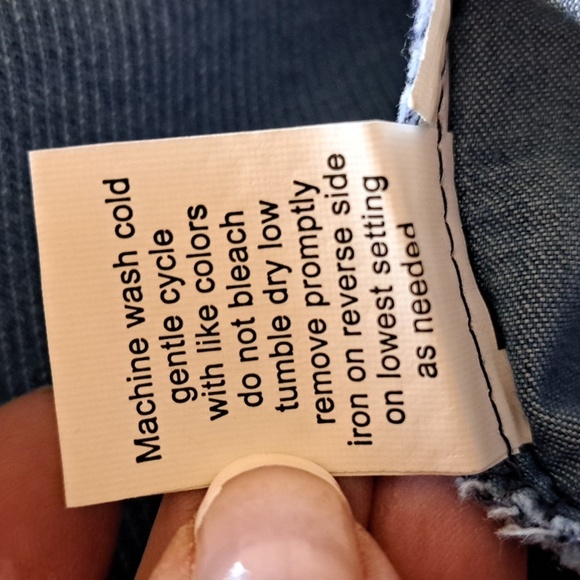 Machine wash cold
gentle cycle
with like colors
do not bleach
tumble dry low
remove promptly
iron on reverse side
on lowest setting
as needed